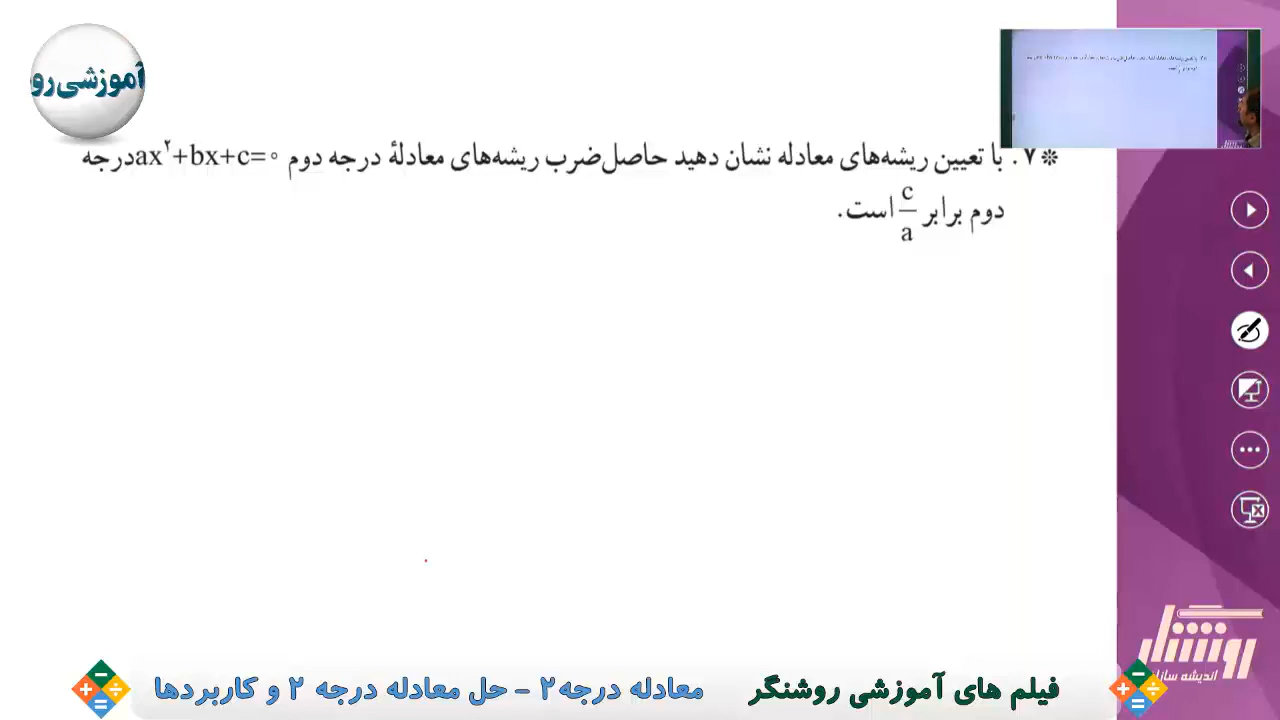 آموزشی رو
❊۷. با تعیین ریشه‌های معادله نشان دهید حاصل‌ضرب ریشه‌های معادلهٔ درجه دوم ax۲+bx+c=۰ درجه
دوم برابر c/a است.
روشنگر
اندیشه سازان
فیلم های آموزشی روشنگر
معادله درجه۲ – حل معادله درجه ۲ و کاربردها